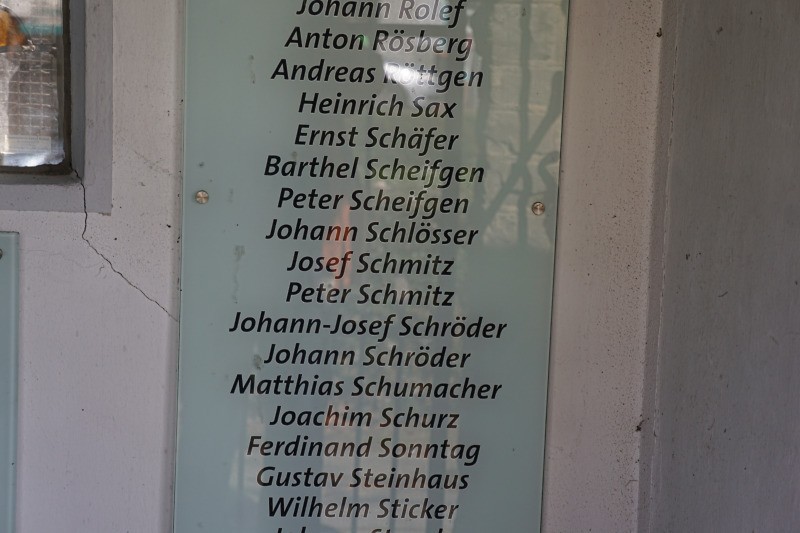 Johann Rolef
Anton Rösberg
Andreas Röttgen
Heinrich Sax
Ernst Schäfer
Barthel Scheifgen
Peter Scheifgen
Johann Schlösser
Josef Schmitz
Peter Schmitz
Johann-Josef Schröder
Johann Schröder
Matthias Schumacher
Joachim Schurz
Ferdinand Sonntag
Gustav Steinhaus
Wilhelm Sticker